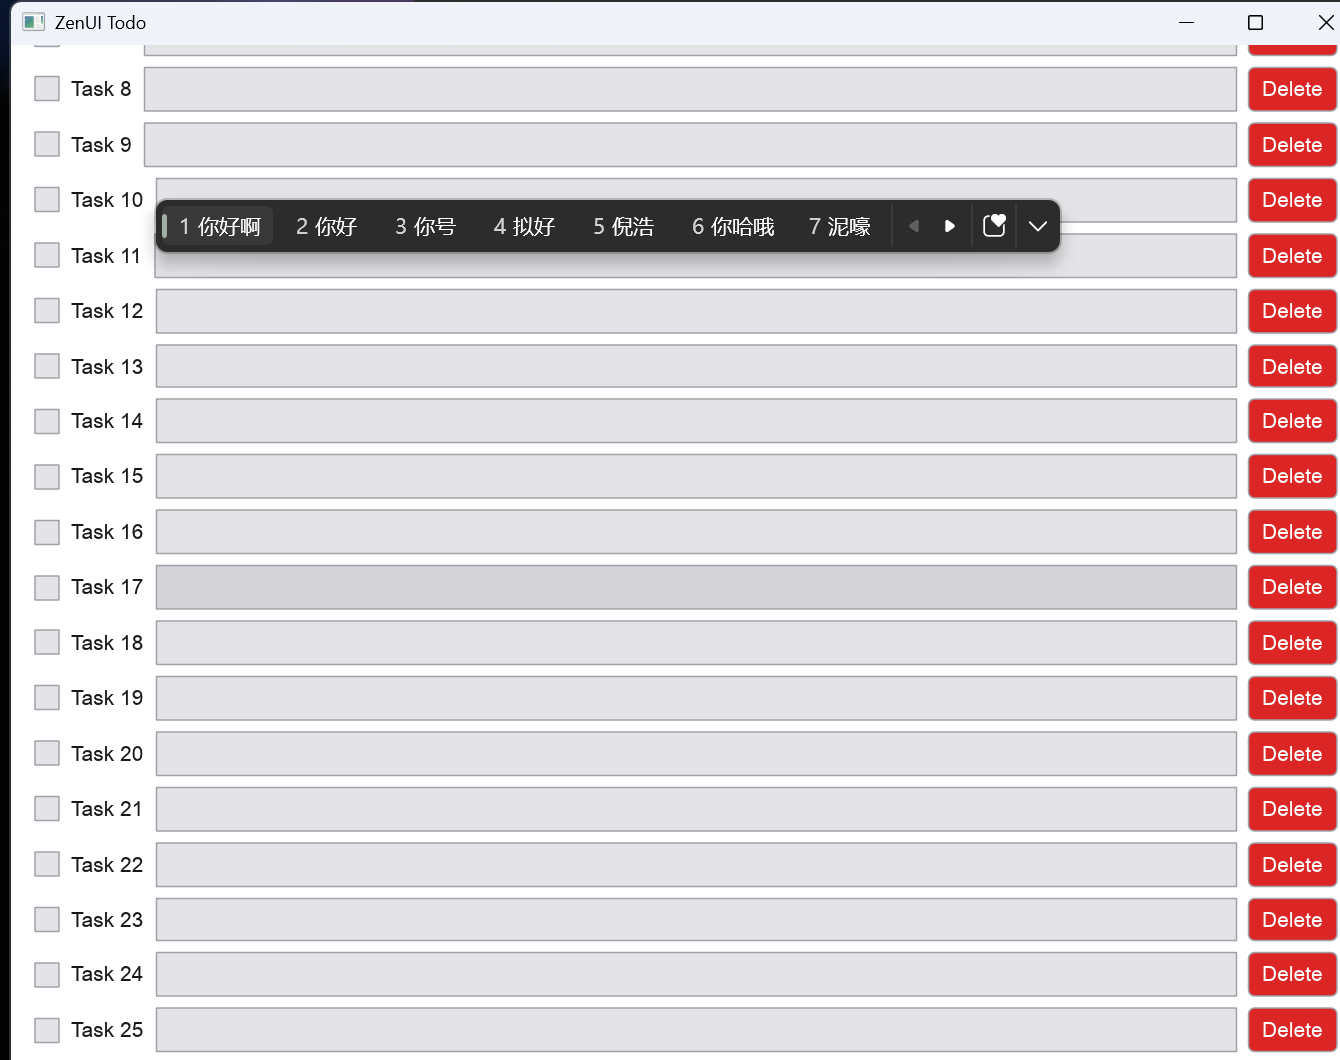 ZenUI Todo
Task 8 Delete
Task 9 Delete
Task 10 Delete
1 你好啊 2 你好 3 你号 4 拟好 5 倪浩 6 你哈哦 7 泥嚎
Task 11 Delete
Task 12 Delete
Task 13 Delete
Task 14 Delete
Task 15 Delete
Task 16 Delete
Task 17 Delete
Task 18 Delete
Task 19 Delete
Task 20 Delete
Task 21 Delete
Task 22 Delete
Task 23 Delete
Task 24 Delete
Task 25 Delete